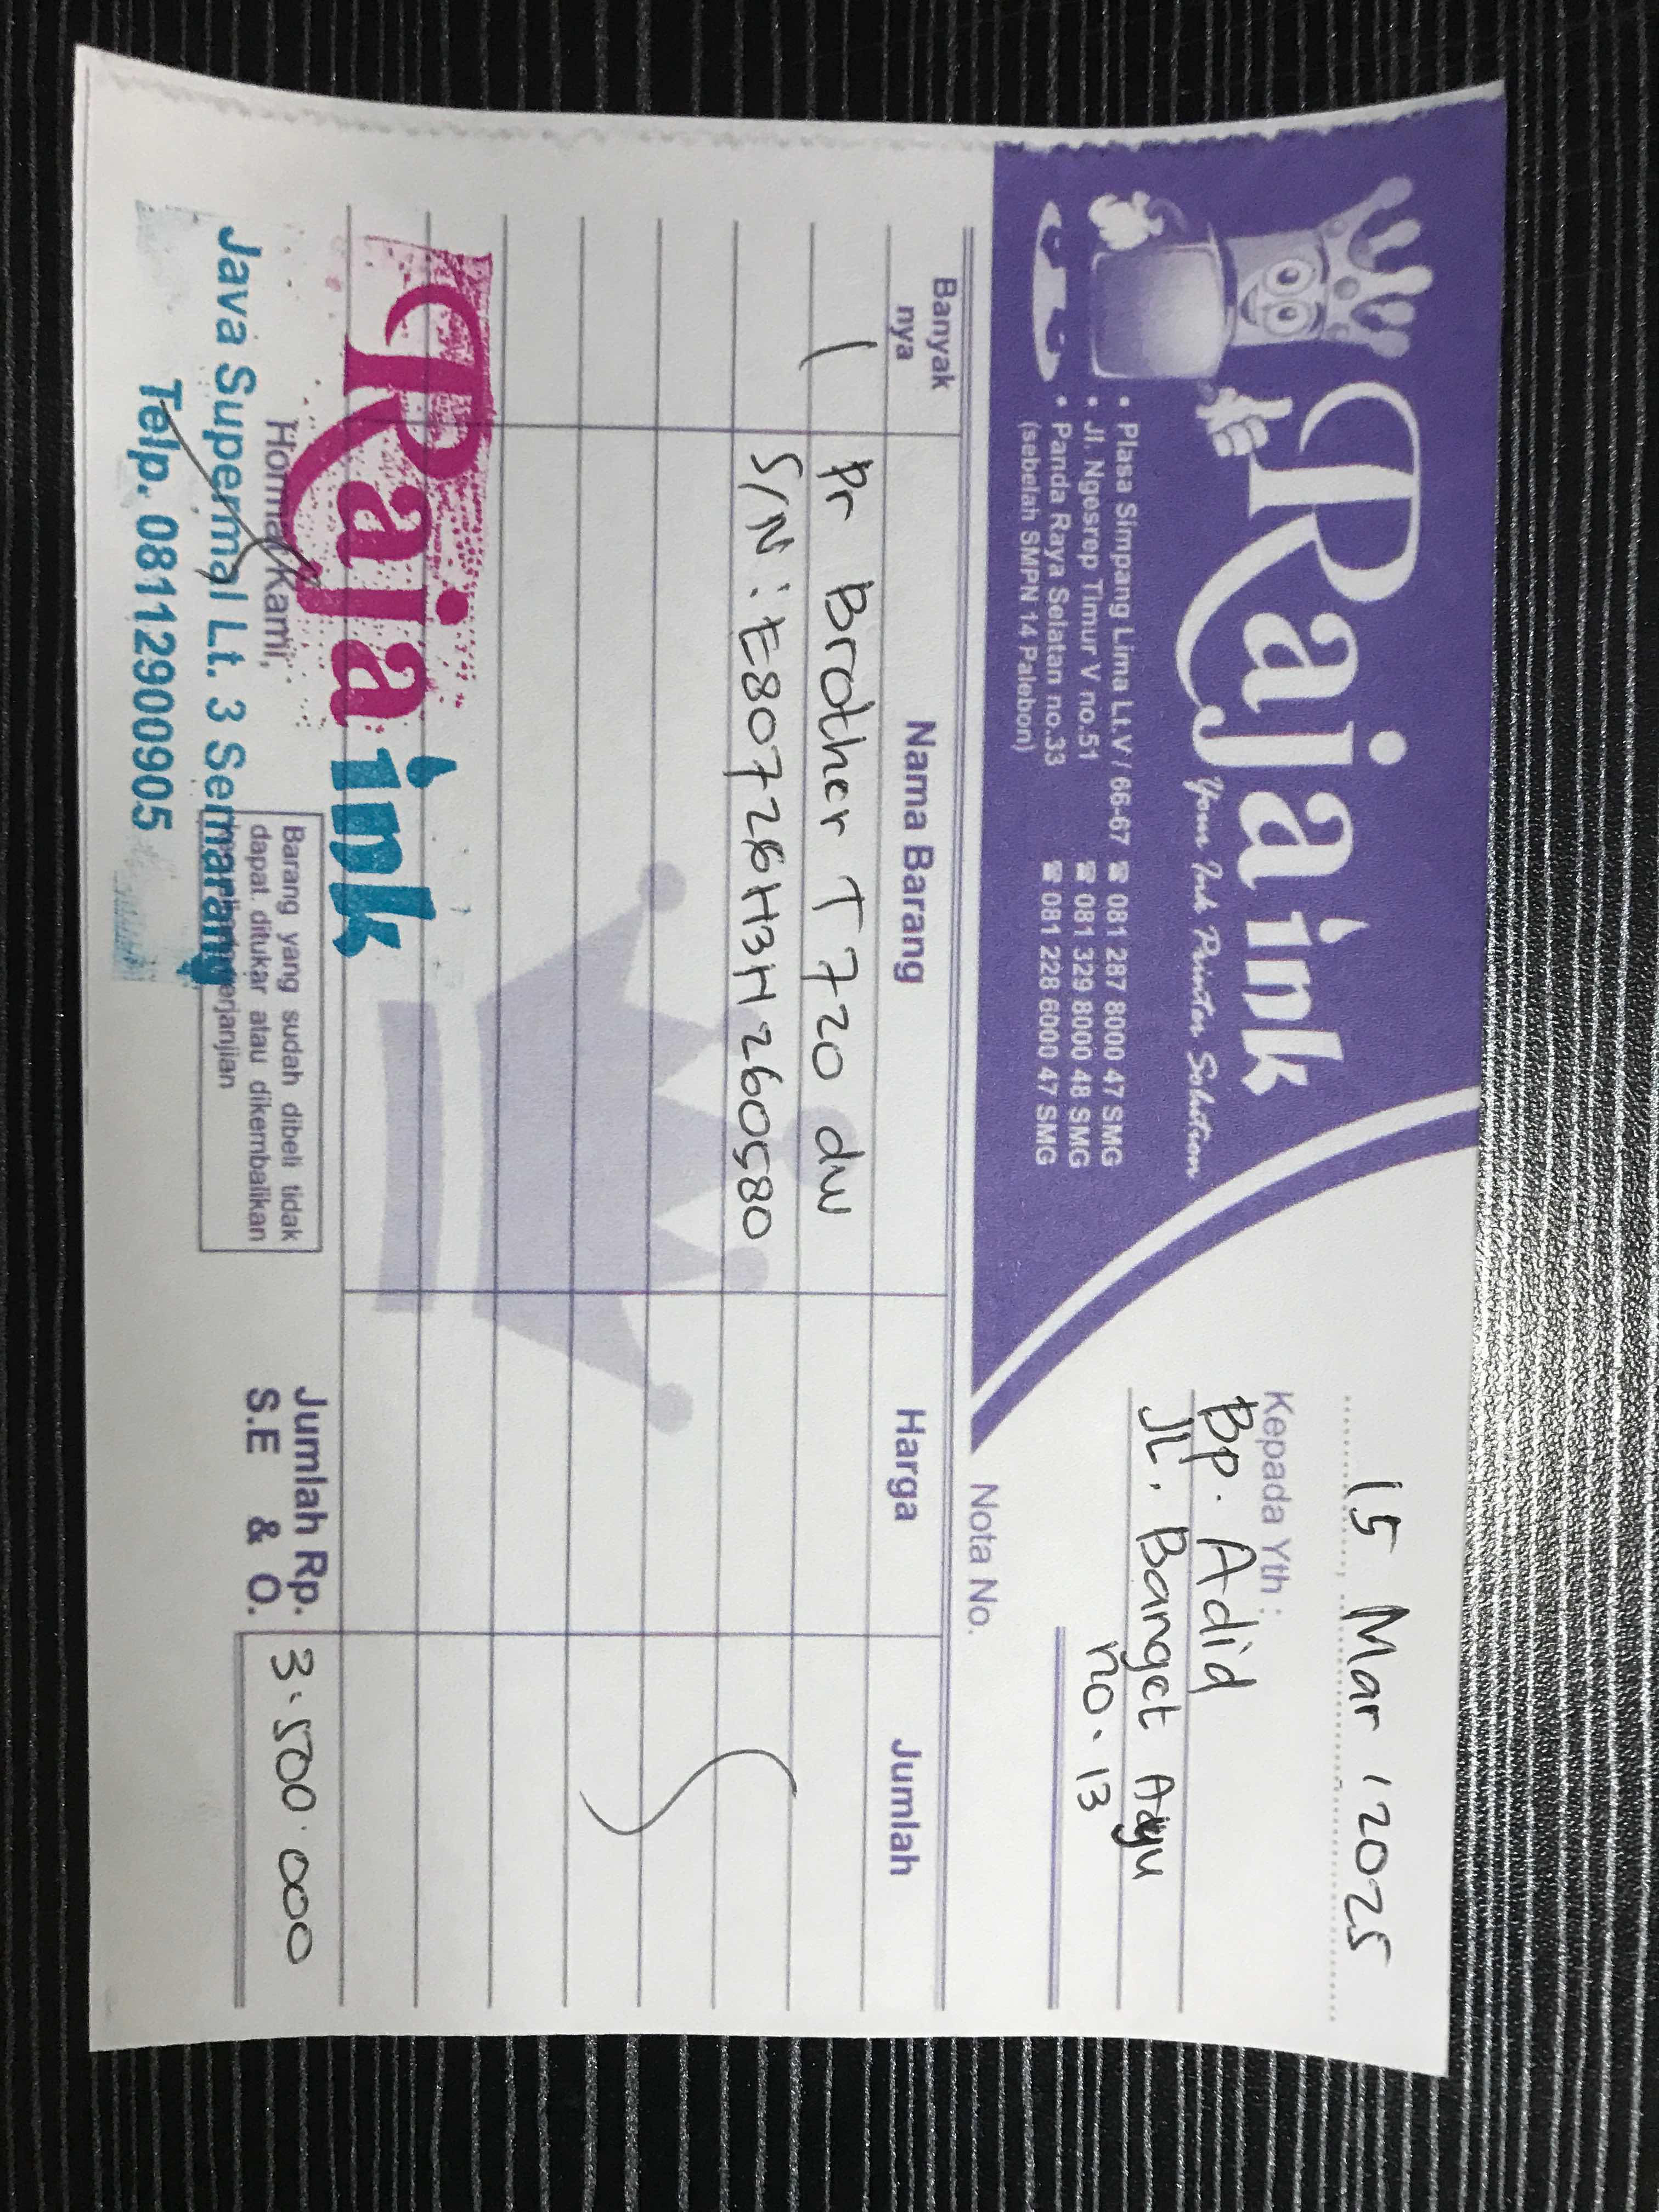 Rajaink
Your Ink Printer Solution
• Plasa Simpang Lima Lt.V / 66-67 ☎ 081 287 8000 47 SMG
• Jl. Ngesrep Timur V no.51 ☎ 081 329 8000 48 SMG
• Panda Raya Selatan no.33 ☎ 081 228 6000 47 SMG
(sebelah SMPN 14 Palebon)
15 Mar , 2025
Kepada Yth :
Bp. Adid
JL. Banget Ayu
no. 13
Nota No.
Banyak nya Nama Barang Harga Jumlah
1 Pr Brother T 720 dw
S/N : E80726H3H260580
Raja ink
Java Supermal Lt. 3 Semarang
Telp. 08112900905
Hormat Kami,
Barang yang sudah dibeli tidak
dapat ditukar atau dikembalikan
Jumlah Rp. 3.500.000
S.E & O.